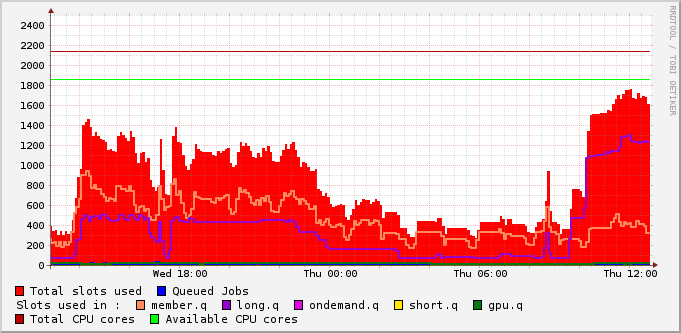 2400
2200
2000
1800
1600
1400
1200
1000
800
600
400
200
0
Wed 18:00 Thu 00:00 Thu 06:00 Thu 12:00
RRDTOOL / TOBI OETIKER
Total slots used Queued Jobs
Slots used in : member.q long.q ondemand.q short.q gpu.q
Total CPU cores Available CPU cores